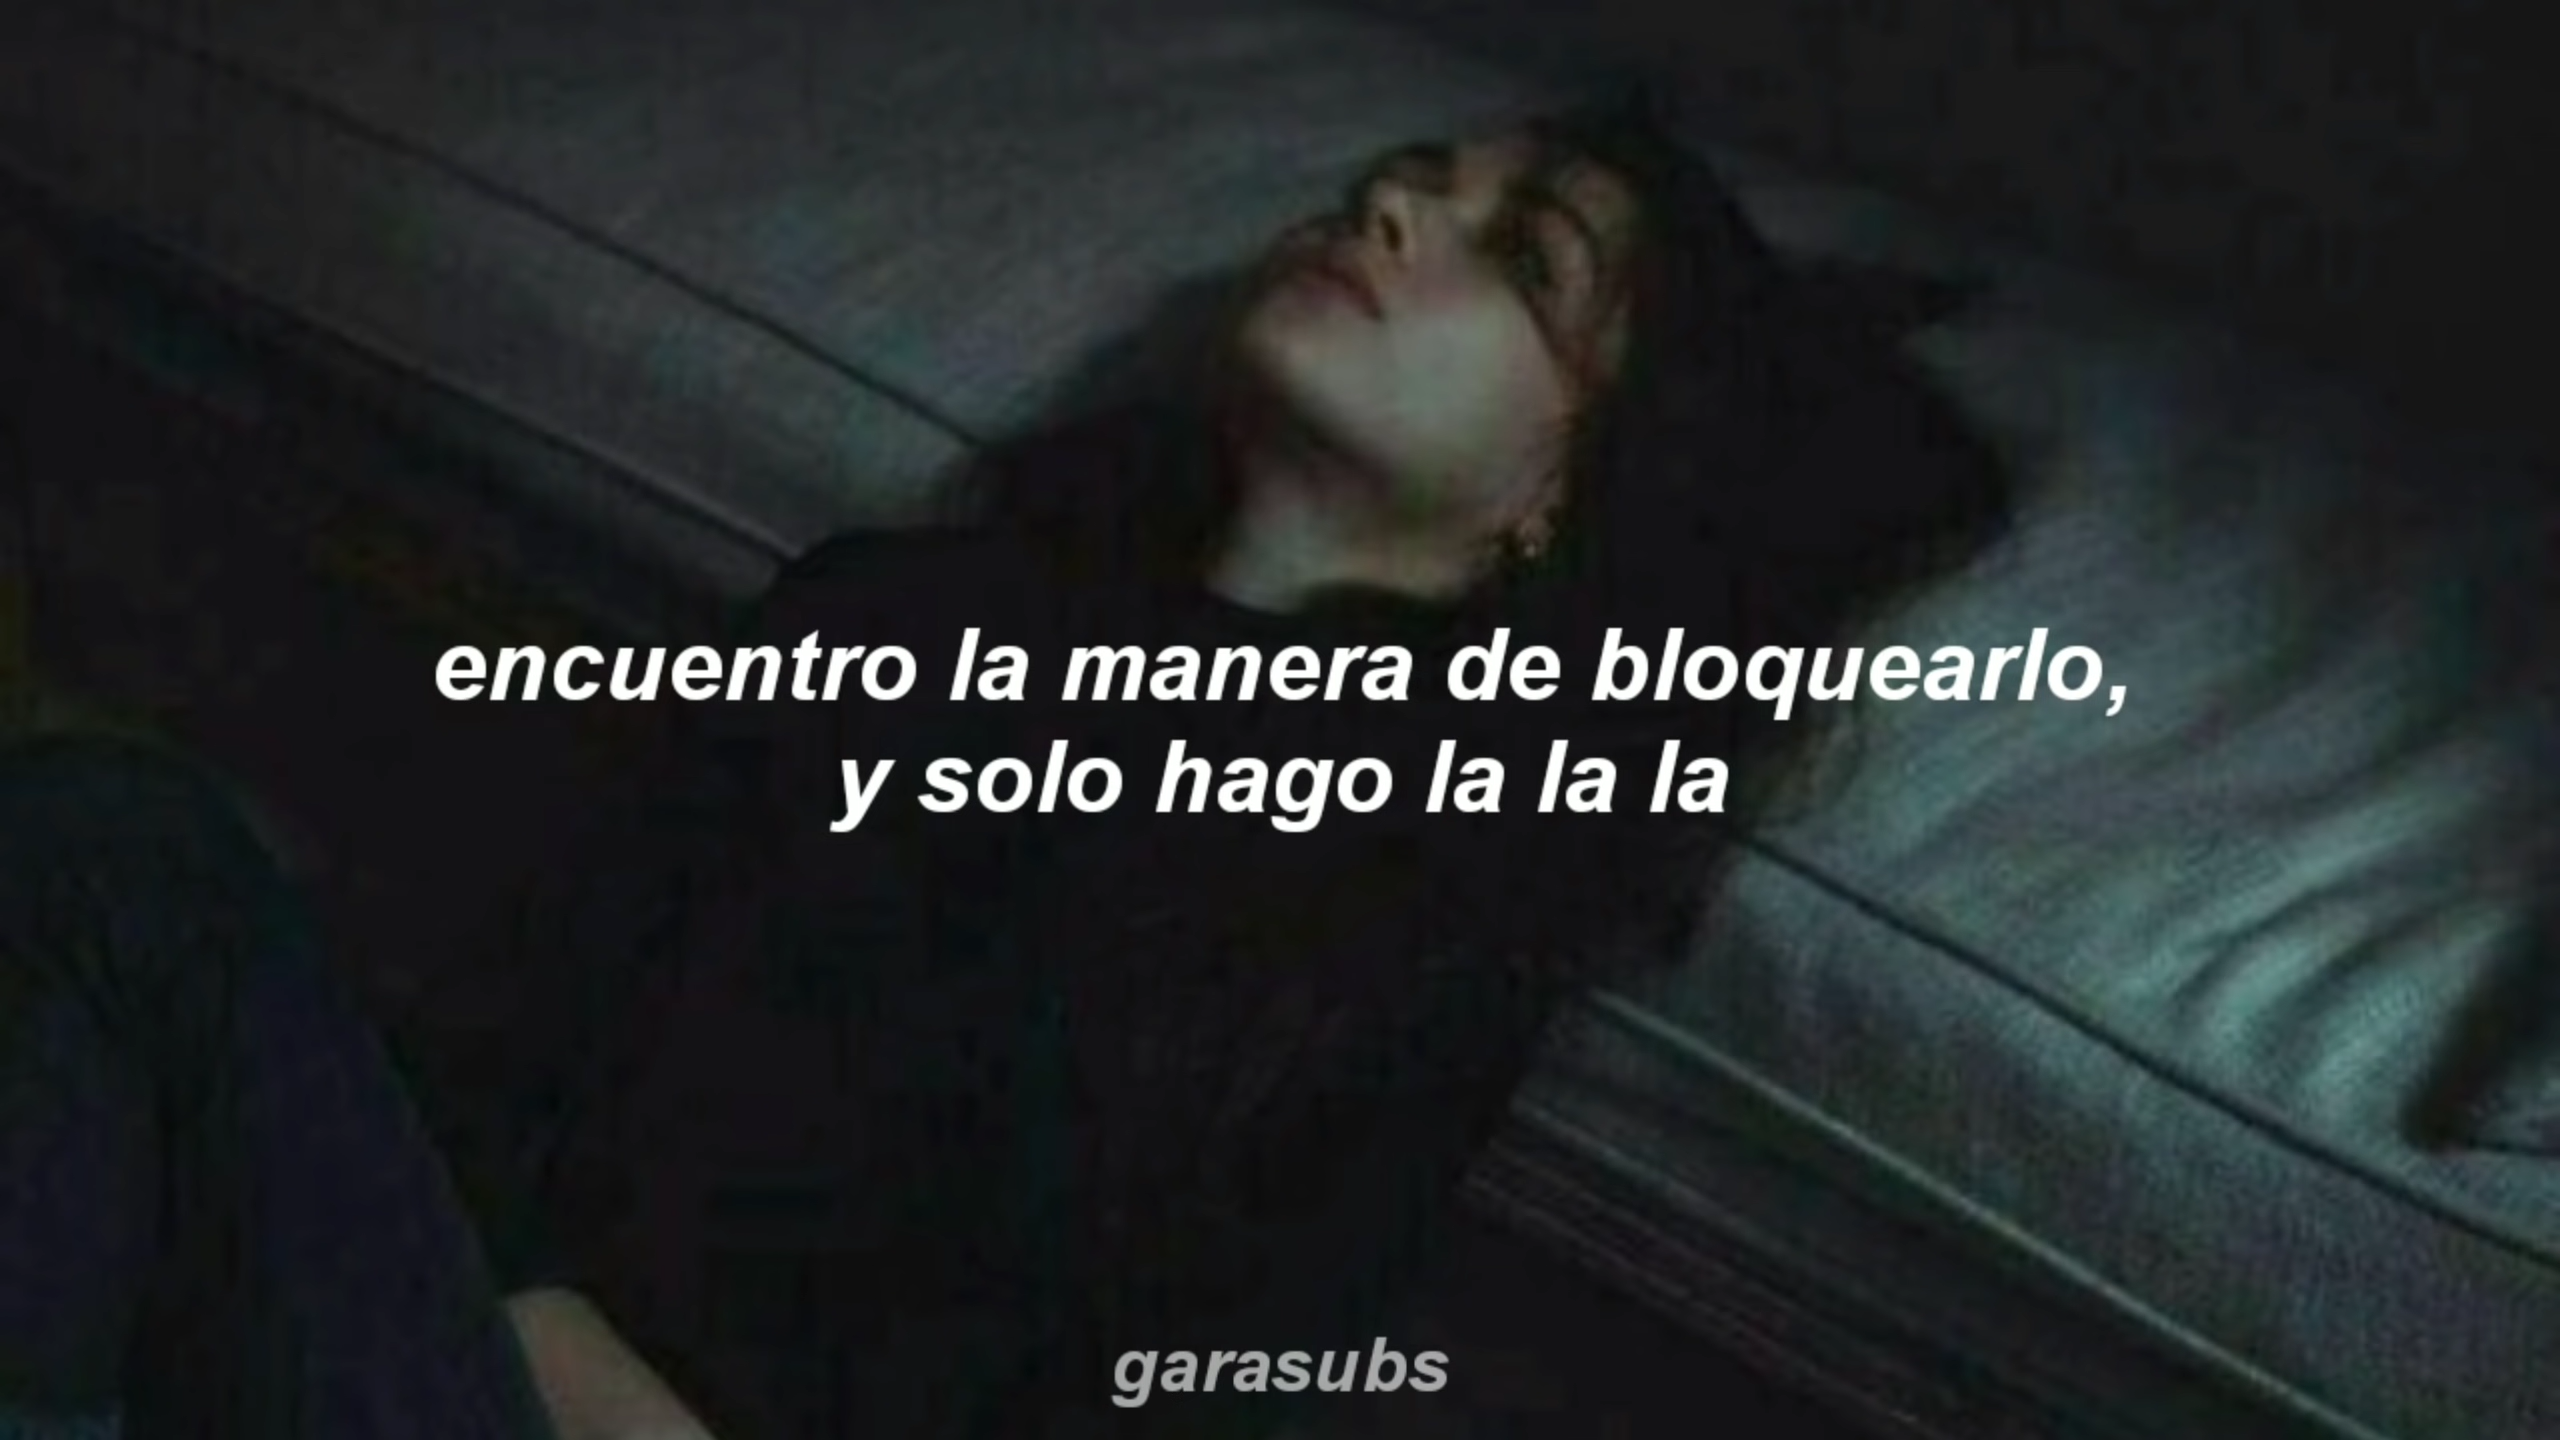 encuentro la manera de bloquearlo,
y solo hago la la la
garasubs